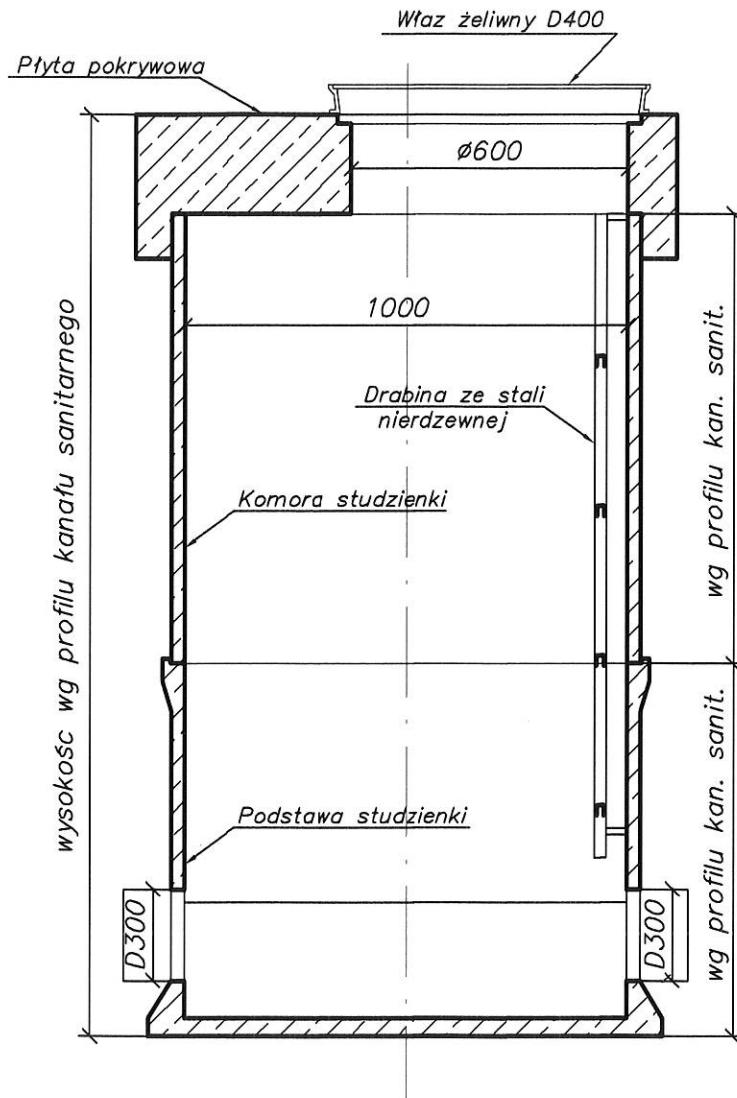 Właz żeliwny D400
Płyta pokrywowa
ø600
1000
Drabina ze stali
nierdzewnej
Komora studzienki
Podstawa studzienki
wysokośc wg profilu kanału sanitarnego
wg profilu kan. sanit.
wg profilu kan. sanit.
D300
D300